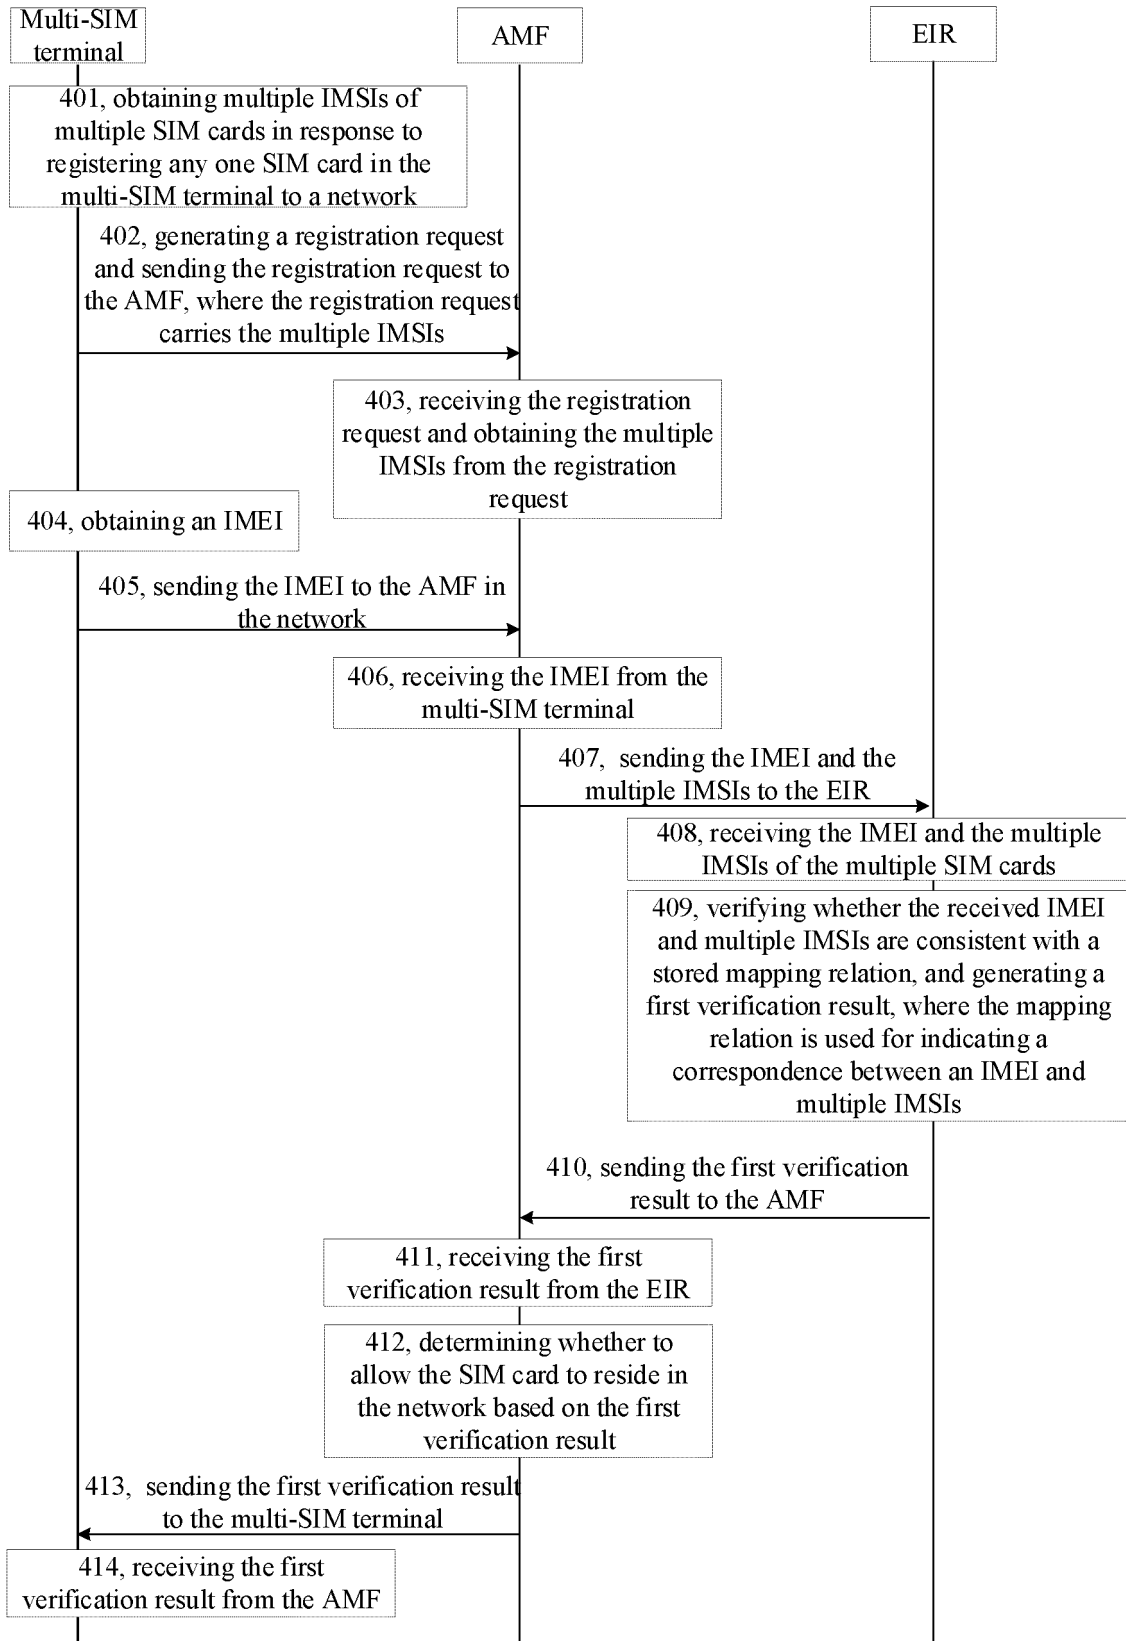 Multi-SIM
terminal
AMF
EIR
401, obtaining multiple IMSIs of
multiple SIM cards in response to
registering any one SIM card in the
multi-SIM terminal to a network
402, generating a registration request
and sending the registration request to
the AMF, where the registration request
carries the multiple IMSIs
403, receiving the registration
request and obtaining the multiple
IMSIs from the registration
request
404, obtaining an IMEI
405, sending the IMEI to the AMF in
the network
406, receiving the IMEI from the
multi-SIM terminal
407, sending the IMEI and the
multiple IMSIs to the EIR
408, receiving the IMEI and the multiple
IMSIs of the multiple SIM cards
409, verifying whether the received IMEI
and multiple IMSIs are consistent with a
stored mapping relation, and generating a
first verification result, where the mapping
relation is used for indicating a
correspondence between an IMEI and
multiple IMSIs
410, sending the first verification
result to the AMF
411, receiving the first
verification result from the EIR
412, determining whether to
allow the SIM card to reside in
the network based on the first
verification result
413, sending the first verification result
to the multi-SIM terminal
414, receiving the first
verification result from the AMF